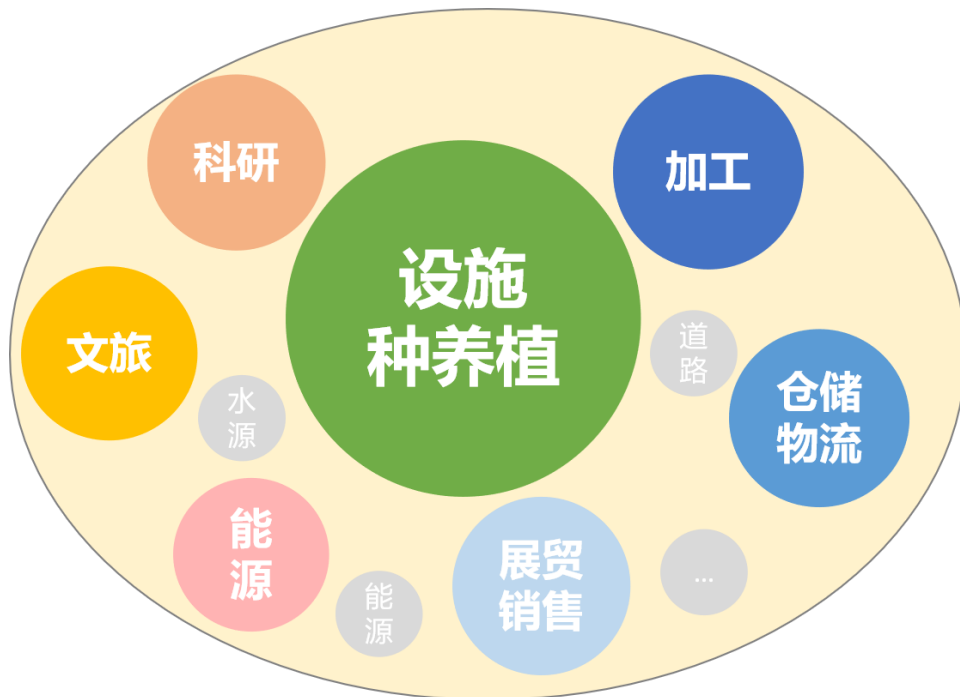 科研
加工
设施
种养植
道
路
文旅
仓储
物流
水
源
能
源
展贸
销售
...
能
源